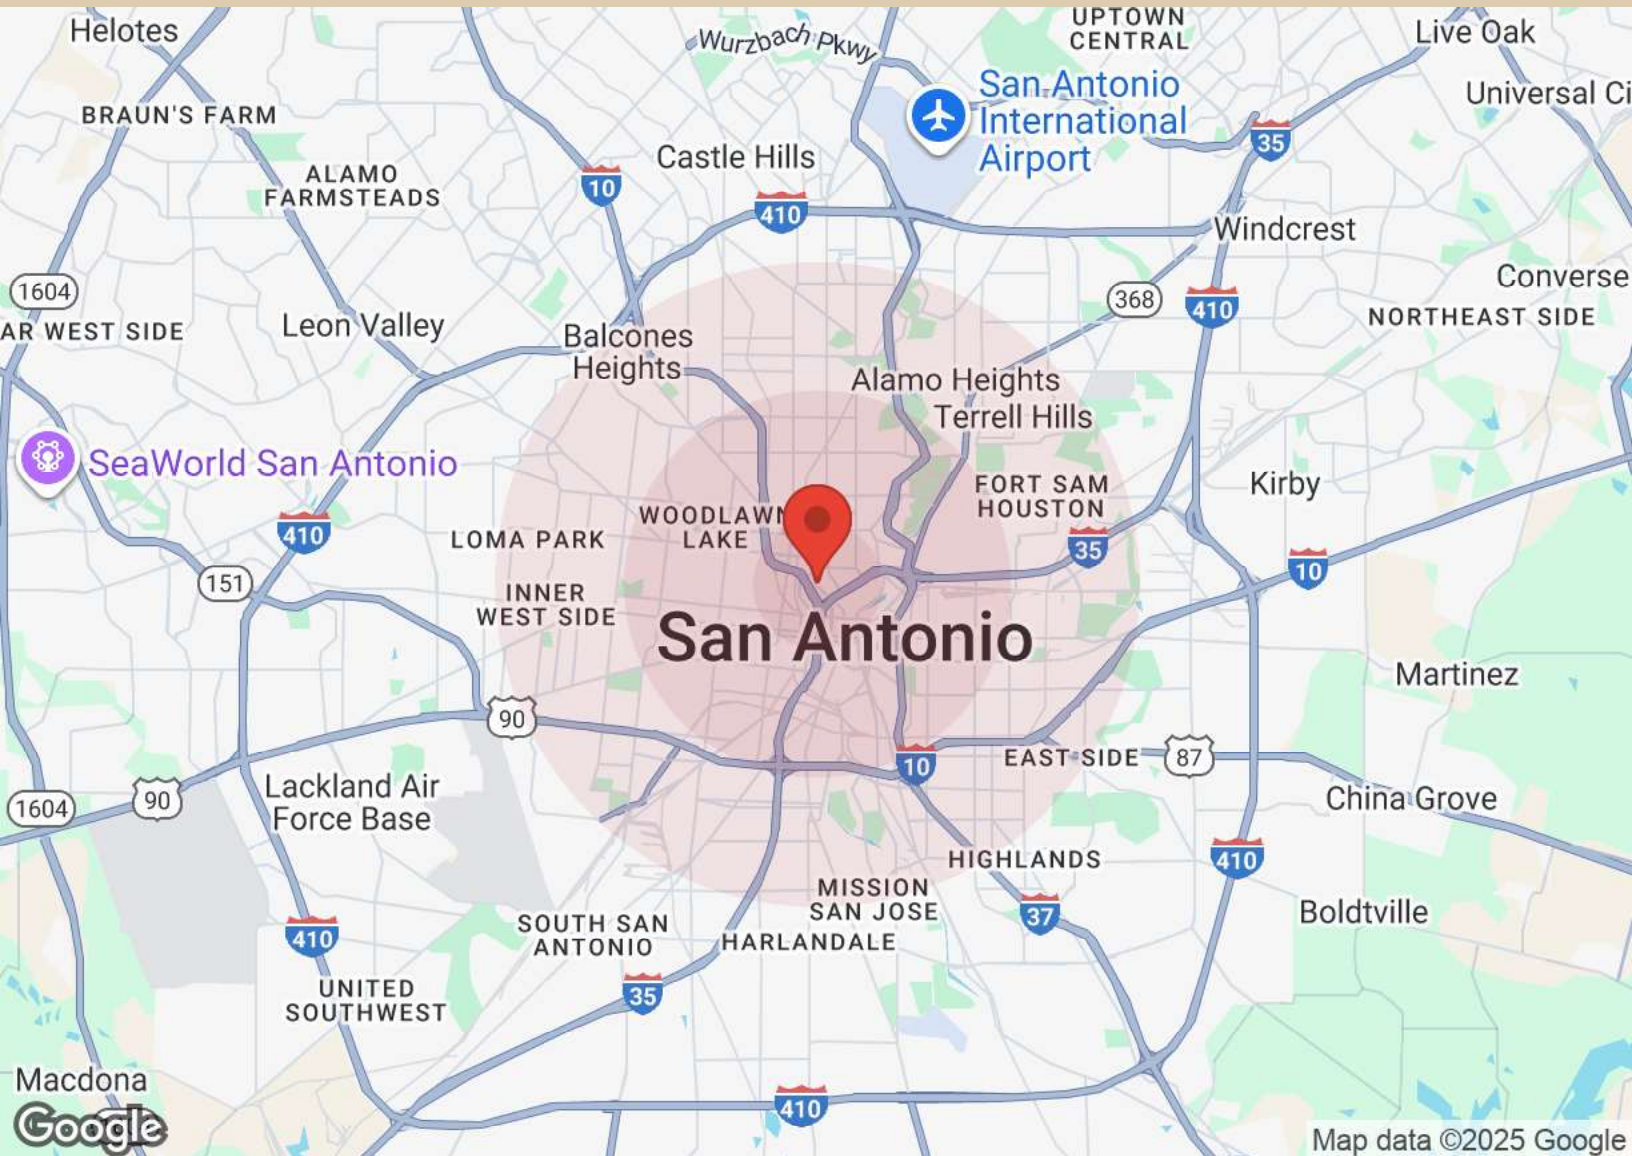 Helotes
UPTOWN
CENTRAL
Live Oak
Wurzbach Pkwy
San Antonio
International
Airport
Universal Ci
BRAUN'S FARM
35
Castle Hills
ALAMO
FARMSTEADS
10
410
Windcrest
1604
Converse
368
410
AR WEST SIDE
Leon Valley
NORTHEAST SIDE
Balcones
Heights
Alamo Heights
Terrell Hills
SeaWorld San Antonio
FORT SAM
HOUSTON
Kirby
WOODLAWN
LAKE
410
LOMA PARK
35
10
151
INNER
WEST SIDE
San Antonio
Martinez
90
EAST SIDE
87
10
Lackland Air
Force Base
90
1604
China Grove
HIGHLANDS
410
MISSION
SAN JOSE
37
Boldtville
SOUTH SAN
ANTONIO
HARLANDALE
410
UNITED
SOUTHWEST
35
Macdona
410
Google
Map data ©2025 Google